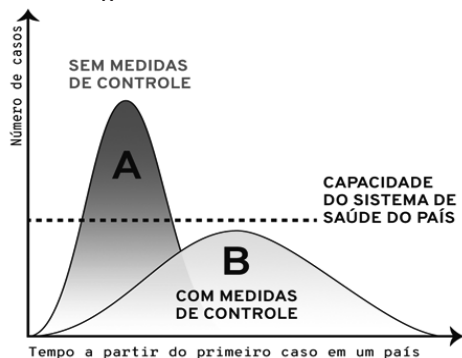 Número de casos
SEM MEDIDAS
DE CONTROLE
A
CAPACIDADE
DO SISTEMA DE
SAÚDE DO PAÍS
B
COM MEDIDAS
DE CONTROLE
Tempo a partir do primeiro caso em um país